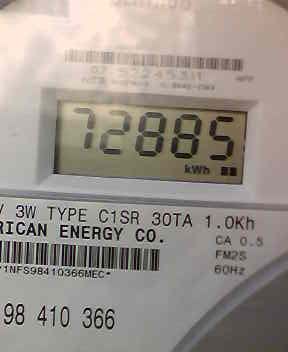 72885
kWh
V 3W TYPE C1SR 30TA 1.0Kh
RICAN ENERGY CO.
CA 0.5
FM2S
60Hz
*1NFS98410366MEC*
98 410 366